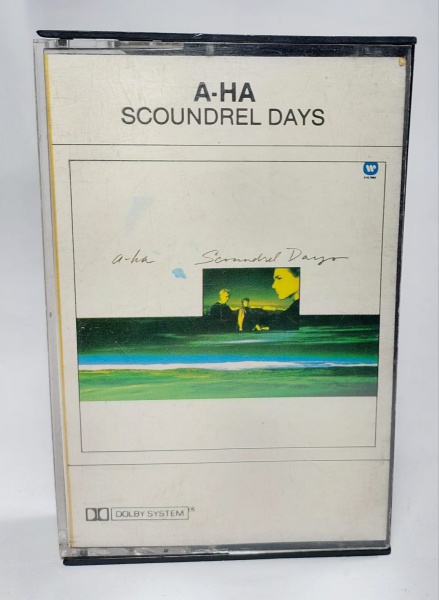 A-HA
SCOUNDREL DAYS
a-ha Scoundrel Days
DOLBY SYSTEM